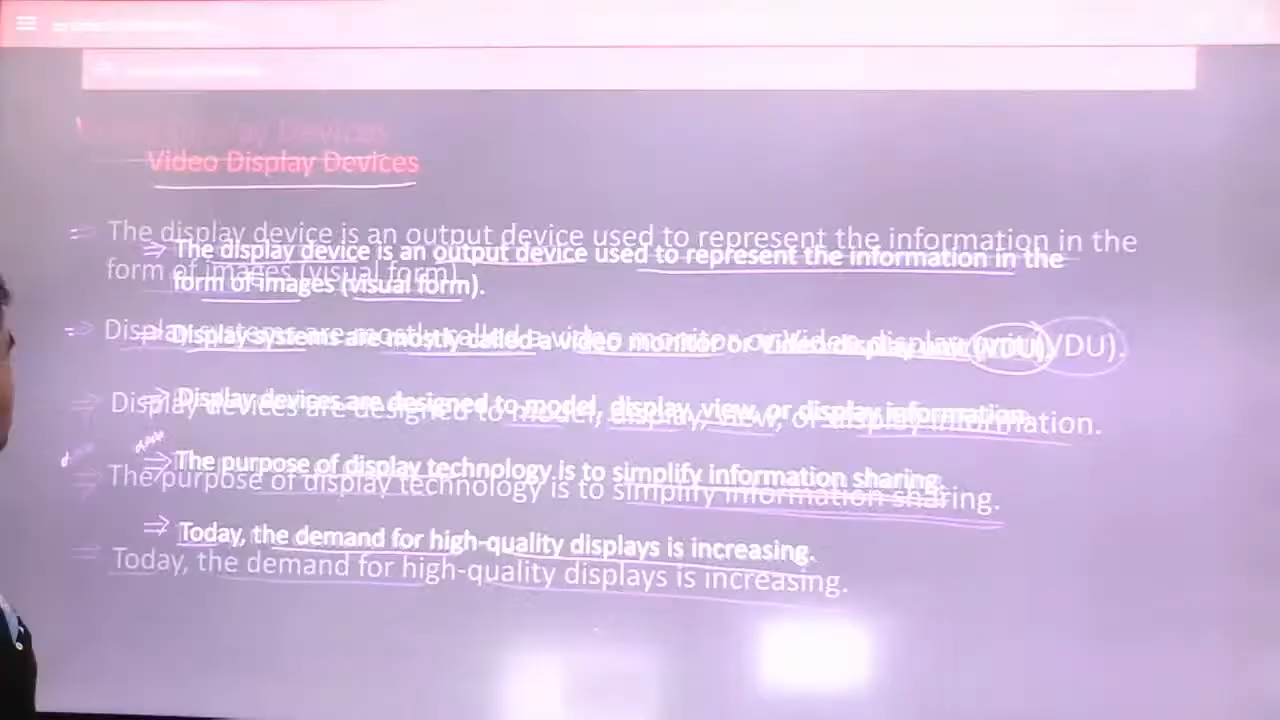 Video Display Devices
⇒ The display device is an output device used to represent the information in the
form of images (visual form).
⇒ Display systems are mostly called a video monitor or Video display unit (VDU).
⇒ Display devices are designed to model, display, view, or display information.
⇒ The purpose of display technology is to simplify information sharing.
⇒ Today, the demand for high-quality displays is increasing.